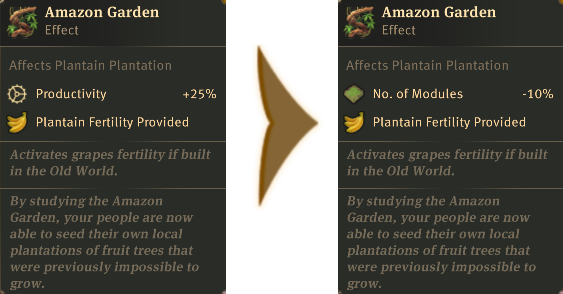 Amazon Garden
Effect
Affects Plantain Plantation
Productivity +25%
Plantain Fertility Provided
Activates grapes fertility if built
in the Old World.
By studying the Amazon
Garden, your people are now
able to seed their own local
plantations of fruit trees that
were previously impossible to
grow.
Amazon Garden
Effect
Affects Plantain Plantation
No. of Modules -10%
Plantain Fertility Provided
Activates grapes fertility if built
in the Old World.
By studying the Amazon
Garden, your people are now
able to seed their own local
plantations of fruit trees that
were previously impossible to
grow.